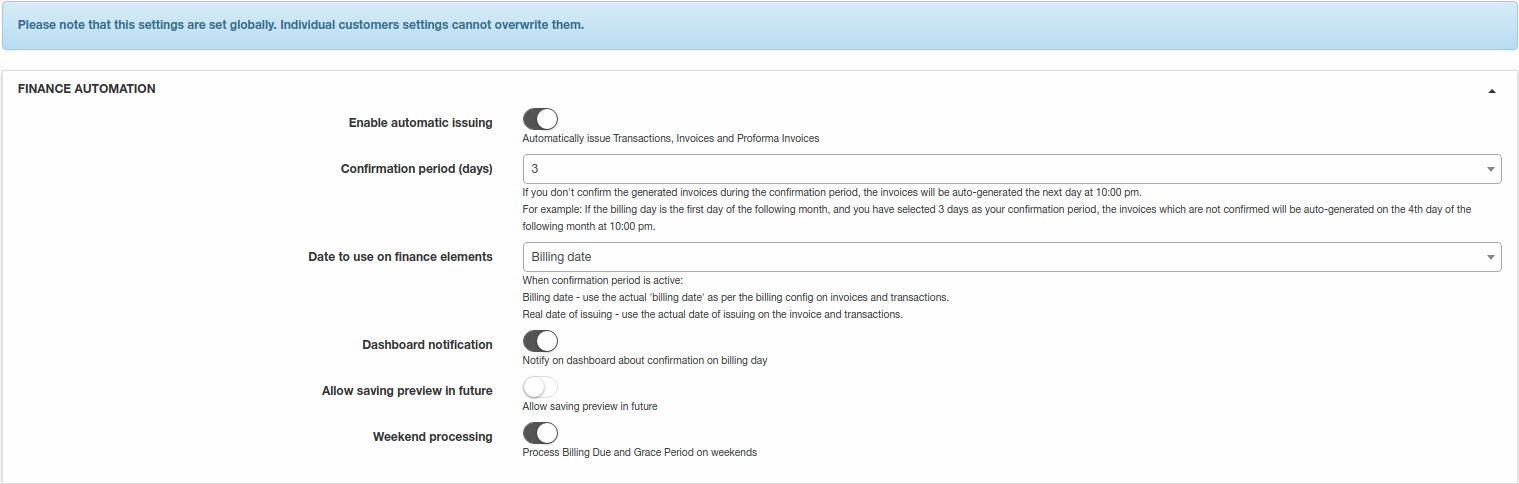 Please note that this settings are set globally. Individual customers settings cannot overwrite them.
FINANCE AUTOMATION
Enable automatic issuing
Automatically issue Transactions, Invoices and Proforma Invoices
Confirmation period (days)
3
If you don't confirm the generated invoices during the confirmation period, the invoices will be auto-generated the next day at 10:00 pm.
For example: If the billing day is the first day of the following month, and you have selected 3 days as your confirmation period, the invoices which are not confirmed will be auto-generated on the 4th day of the
following month at 10:00 pm.
Date to use on finance elements
Billing date
When confirmation period is active:
Billing date - use the actual 'billing date' as per the billing config on invoices and transactions.
Real date of issuing - use the actual date of issuing on the invoice and transactions.
Dashboard notification
Notify on dashboard about confirmation on billing day
Allow saving preview in future
Allow saving preview in future
Weekend processing
Process Billing Due and Grace Period on weekends